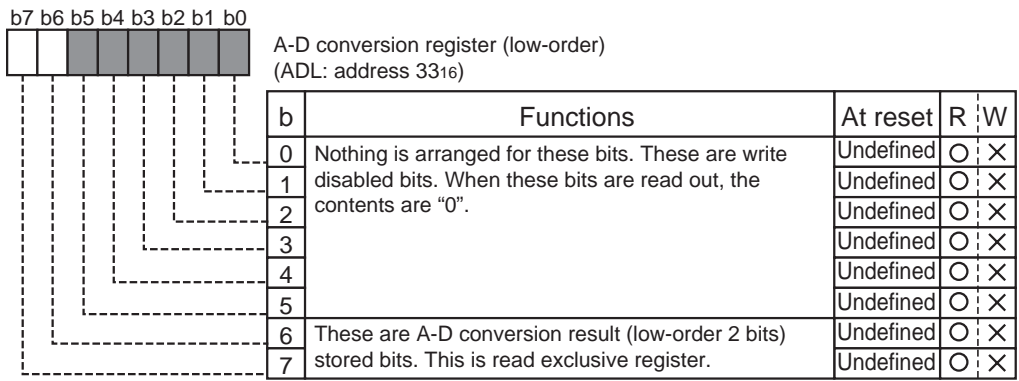 b7 b6 b5 b4 b3 b2 b1 b0
A-D conversion register (low-order)
(ADL: address 3316)
b Functions At reset R W
0 Nothing is arranged for these bits. These are write Undefined O ×
1 disabled bits. When these bits are read out, the Undefined O ×
2 contents are “0”. Undefined O ×
3 Undefined O ×
4 Undefined O ×
5 Undefined O ×
6 These are A-D conversion result (low-order 2 bits) Undefined O ×
7 stored bits. This is read exclusive register. Undefined O ×